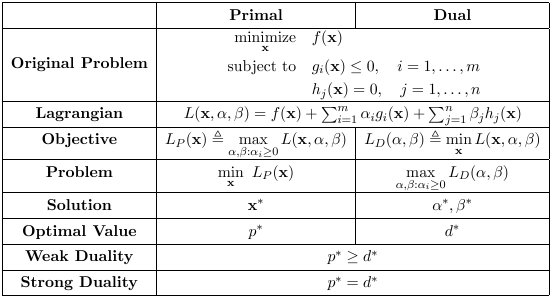 Primal Dual
minimize f(x)
x
Original Problem subject to g_i(x) ≤ 0, i = 1, . . . , m
h_j(x) = 0, j = 1, . . . , n
Lagrangian L(x, α, β) = f(x) + ∑_{i=1}^{m} α_i g_i(x) + ∑_{j=1}^{n} β_j h_j(x)
Objective L_P(x) ≜ max_{α,β:α_i≥0} L(x, α, β) L_D(α, β) ≜ min_x L(x, α, β)
Problem min_x L_P(x) max_{α,β:α_i≥0} L_D(α, β)
Solution x* α*, β*
Optimal Value p* d*
Weak Duality p* ≥ d*
Strong Duality p* = d*